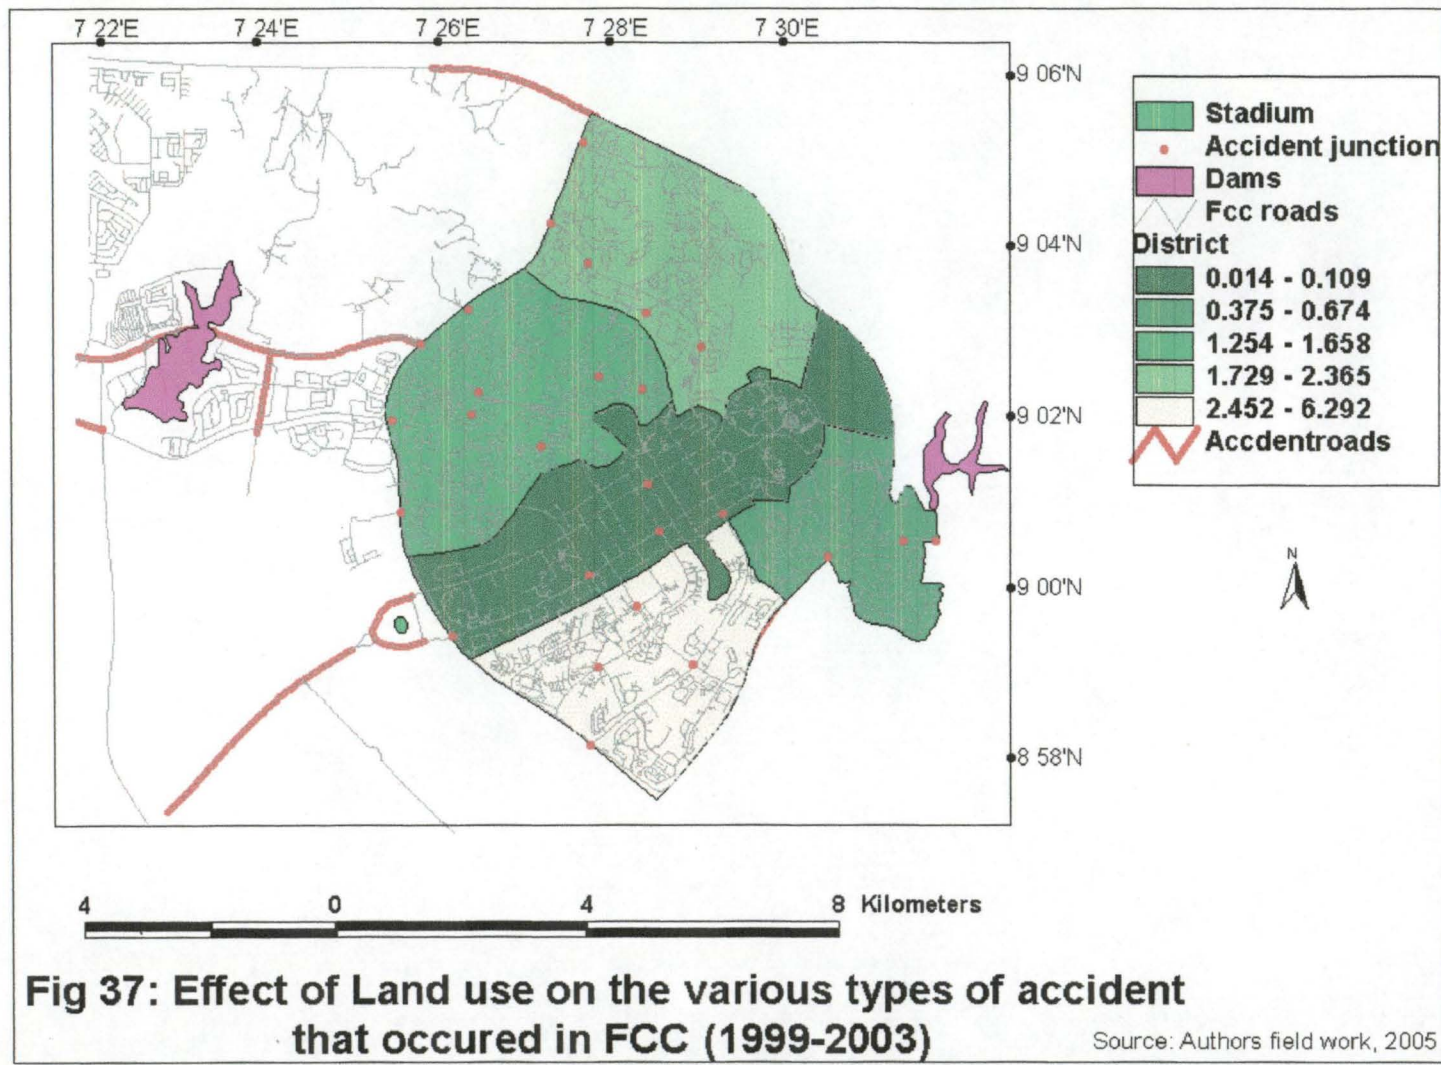 7 22'E
7 24'E
7 26'E
7 28'E
7 30'E
9 06'N
9 04'N
9 02'N
9 00'N
8 58'N
Stadium
Accident junction
Dams
Fcc roads
District
0.014 - 0.109
0.375 - 0.674
1.254 - 1.658
1.729 - 2.365
2.452 - 6.292
Accdentroads
N
4 0 4 8 Kilometers
Fig 37: Effect of Land use on the various types of accident
that occured in FCC (1999-2003)
Source: Authors field work, 2005